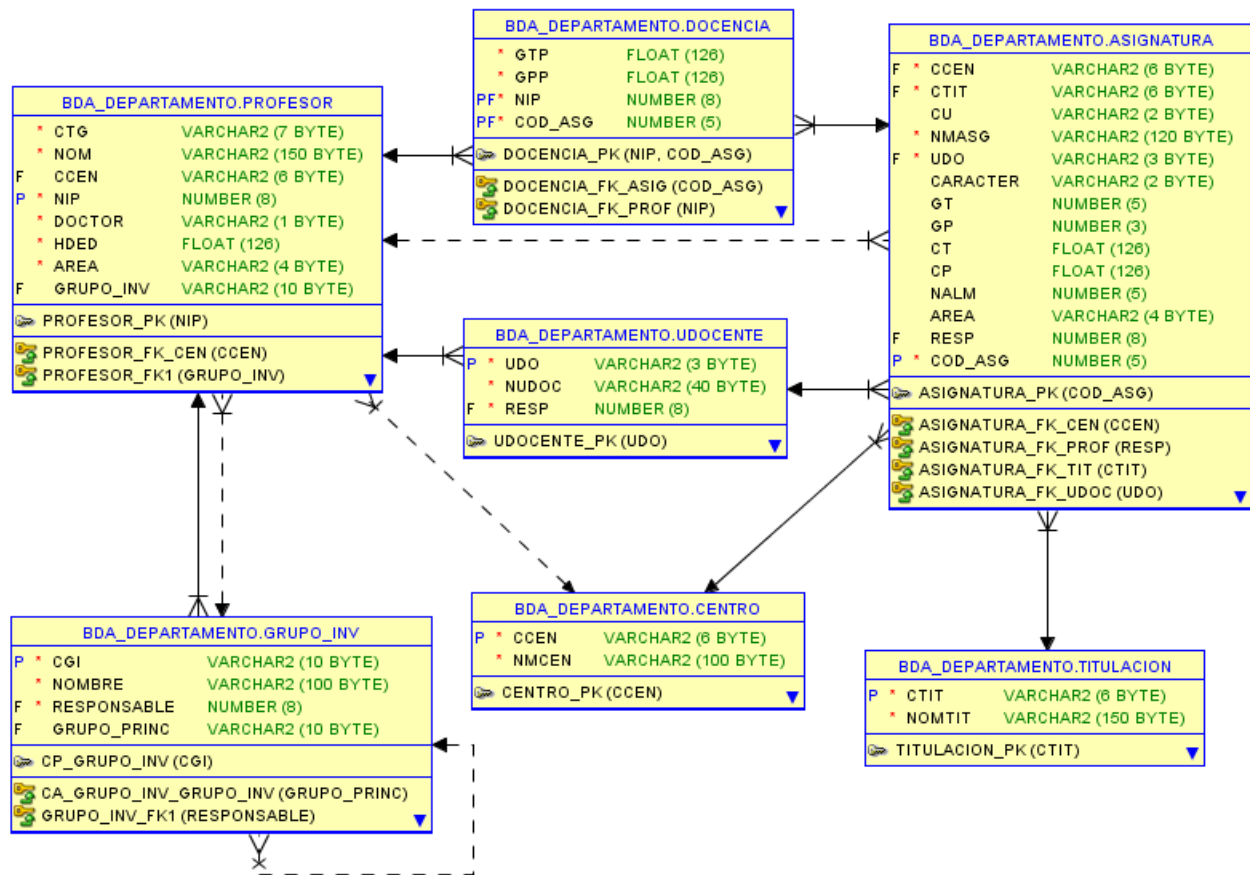 BDA_DEPARTAMENTO.DOCENCIA
* GTP FLOAT (126)
* GPP FLOAT (126)
PF* NIP NUMBER (8)
PF* COD_ASG NUMBER (5)
DOCENCIA_PK (NIP, COD_ASG)
DOCENCIA_FK_ASIG (COD_ASG)
DOCENCIA_FK_PROF (NIP)
BDA_DEPARTAMENTO.ASIGNATURA
F * CCEN VARCHAR2 (6 BYTE)
F * CTIT VARCHAR2 (6 BYTE)
CU VARCHAR2 (2 BYTE)
* NMASG VARCHAR2 (120 BYTE)
F * UDO VARCHAR2 (3 BYTE)
CARACTER VARCHAR2 (2 BYTE)
GT NUMBER (5)
GP NUMBER (3)
CT FLOAT (126)
CP FLOAT (126)
NALM NUMBER (5)
AREA VARCHAR2 (4 BYTE)
F RESP NUMBER (8)
P * COD_ASG NUMBER (5)
ASIGNATURA_PK (COD_ASG)
ASIGNATURA_FK_CEN (CCEN)
ASIGNATURA_FK_PROF (RESP)
ASIGNATURA_FK_TIT (CTIT)
ASIGNATURA_FK_UDOC (UDO)
BDA_DEPARTAMENTO.PROFESOR
* CTG VARCHAR2 (7 BYTE)
* NOM VARCHAR2 (150 BYTE)
F CCEN VARCHAR2 (6 BYTE)
P * NIP NUMBER (8)
* DOCTOR VARCHAR2 (1 BYTE)
* HDED FLOAT (126)
* AREA VARCHAR2 (4 BYTE)
F GRUPO_INV VARCHAR2 (10 BYTE)
PROFESOR_PK (NIP)
PROFESOR_FK_CEN (CCEN)
PROFESOR_FK1 (GRUPO_INV)
BDA_DEPARTAMENTO.UDOCENTE
P * UDO VARCHAR2 (3 BYTE)
* NUDOC VARCHAR2 (40 BYTE)
F * RESP NUMBER (8)
UDOCENTE_PK (UDO)
BDA_DEPARTAMENTO.GRUPO_INV
P * CGI VARCHAR2 (10 BYTE)
* NOMBRE VARCHAR2 (100 BYTE)
F * RESPONSABLE NUMBER (8)
F GRUPO_PRINC VARCHAR2 (10 BYTE)
CP_GRUPO_INV (CGI)
CA_GRUPO_INV_GRUPO_INV (GRUPO_PRINC)
GRUPO_INV_FK1 (RESPONSABLE)
BDA_DEPARTAMENTO.CENTRO
P * CCEN VARCHAR2 (6 BYTE)
* NMCEN VARCHAR2 (100 BYTE)
CENTRO_PK (CCEN)
BDA_DEPARTAMENTO.TITULACION
P * CTIT VARCHAR2 (6 BYTE)
* NOMTIT VARCHAR2 (150 BYTE)
TITULACION_PK (CTIT)